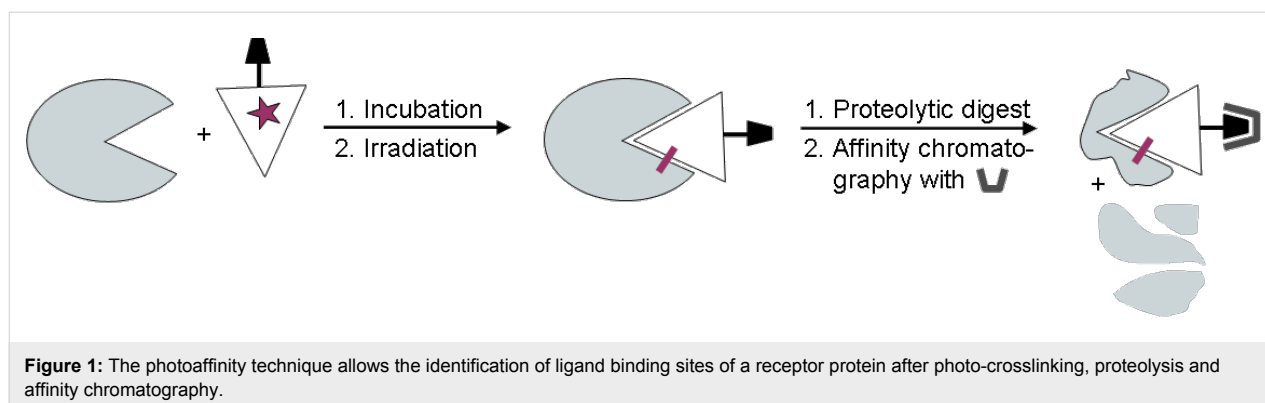 +
1. Incubation
2. Irradiation
1. Proteolytic digest
2. Affinity chromato-
graphy with
+
Figure 1: The photoaffinity technique allows the identification of ligand binding sites of a receptor protein after photo-crosslinking, proteolysis and
affinity chromatography.